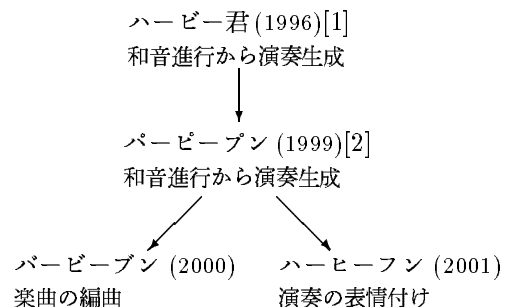 ハービー君 (1996)[1]
和音進行から演奏生成
パーピープン (1999)[2]
和音進行から演奏生成
バービーブン (2000)
楽曲の編曲
ハーヒーフン (2001)
演奏の表情付け